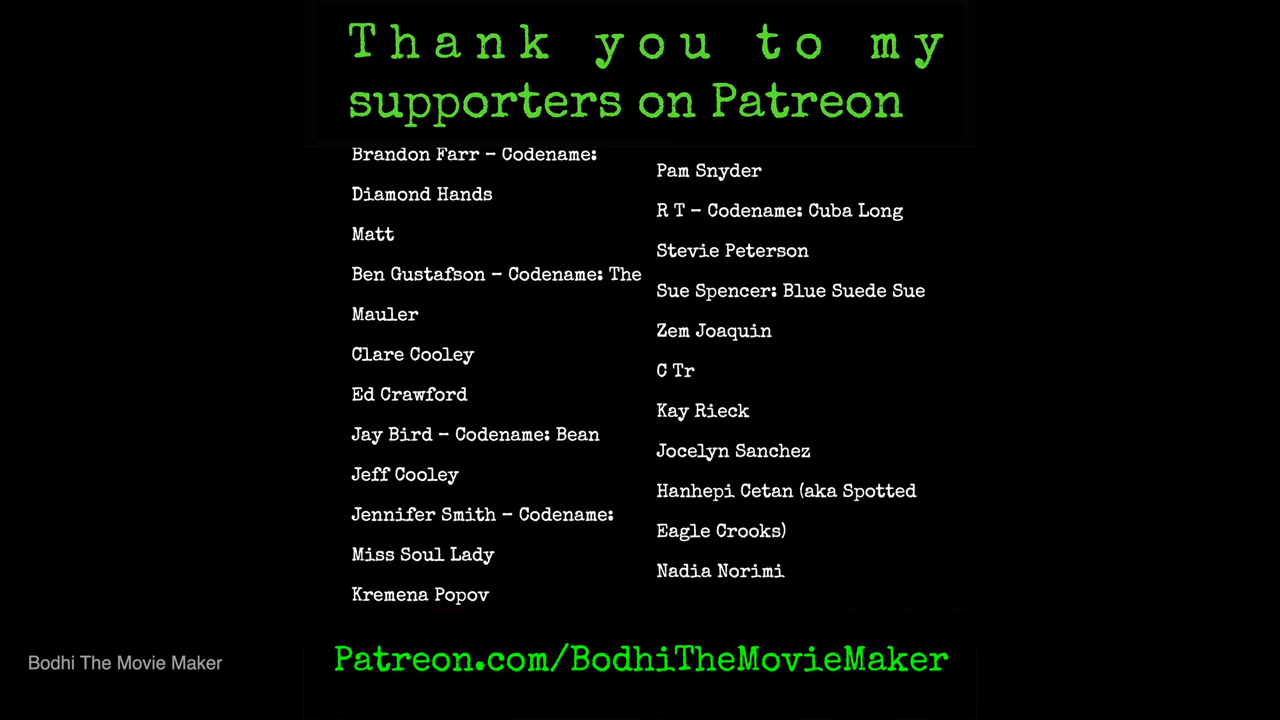 Thank you to my
supporters on Patreon
Brandon Farr - Codename:
Diamond Hands
Matt
Ben Gustafson - Codename: The
Mauler
Clare Cooley
Ed Crawford
Jay Bird - Codename: Bean
Jeff Cooley
Jennifer Smith - Codename:
Miss Soul Lady
Kremena Popov
Pam Snyder
R T - Codename: Cuba Long
Stevie Peterson
Sue Spencer: Blue Suede Sue
Zem Joaquin
C Tr
Kay Rieck
Jocelyn Sanchez
Hanhepi Cetan (aka Spotted
Eagle Crooks)
Nadia Norimi
Patreon.com/BodhiTheMovieMaker
Bodhi The Movie Maker